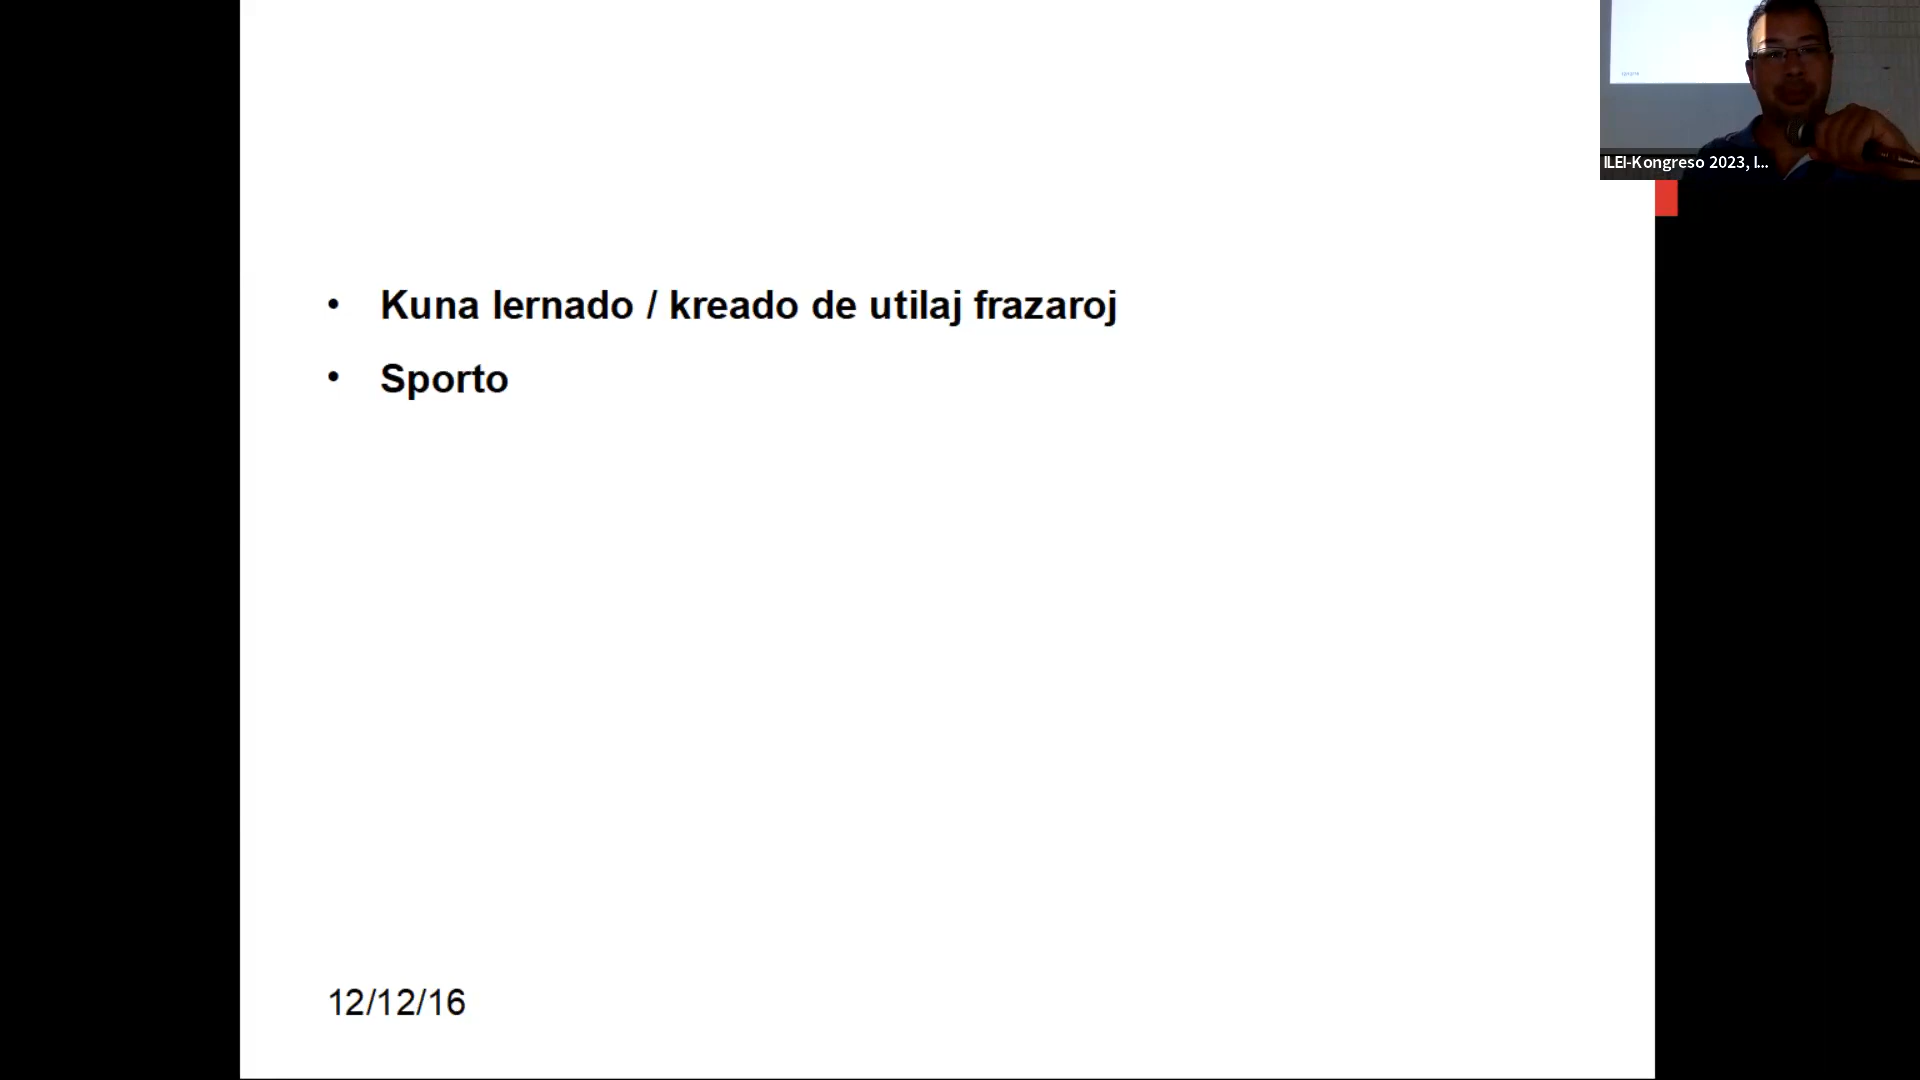 ILEI-Kongreso 2023, I...
• Kuna lernado / kreado de utilaj frazaroj
• Sporto
12/12/16